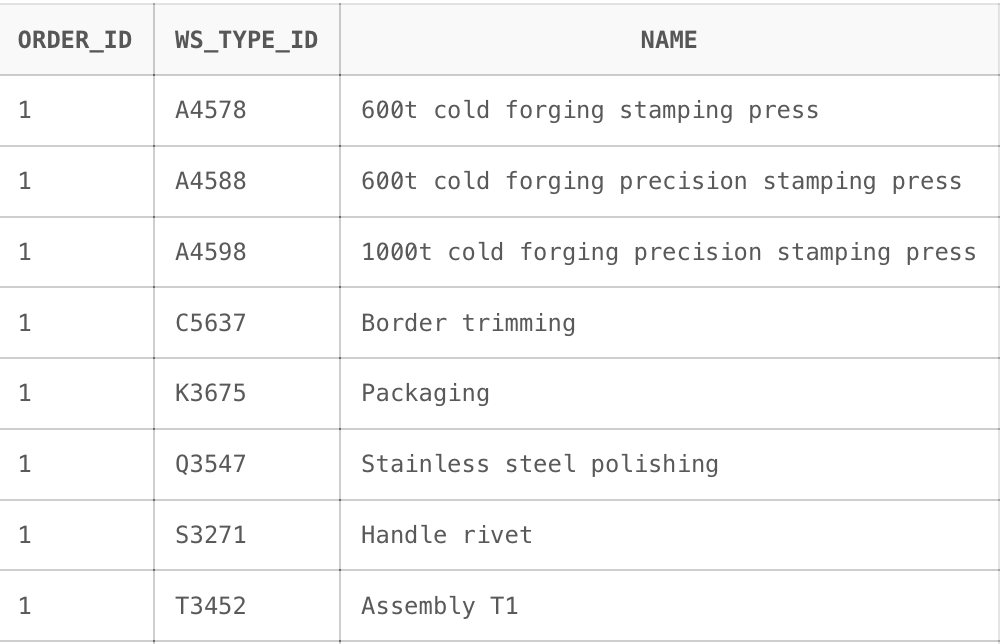 ORDER_ID WS_TYPE_ID NAME
1 A4578 600t cold forging stamping press
1 A4588 600t cold forging precision stamping press
1 A4598 1000t cold forging precision stamping press
1 C5637 Border trimming
1 K3675 Packaging
1 Q3547 Stainless steel polishing
1 S3271 Handle rivet
1 T3452 Assembly T1